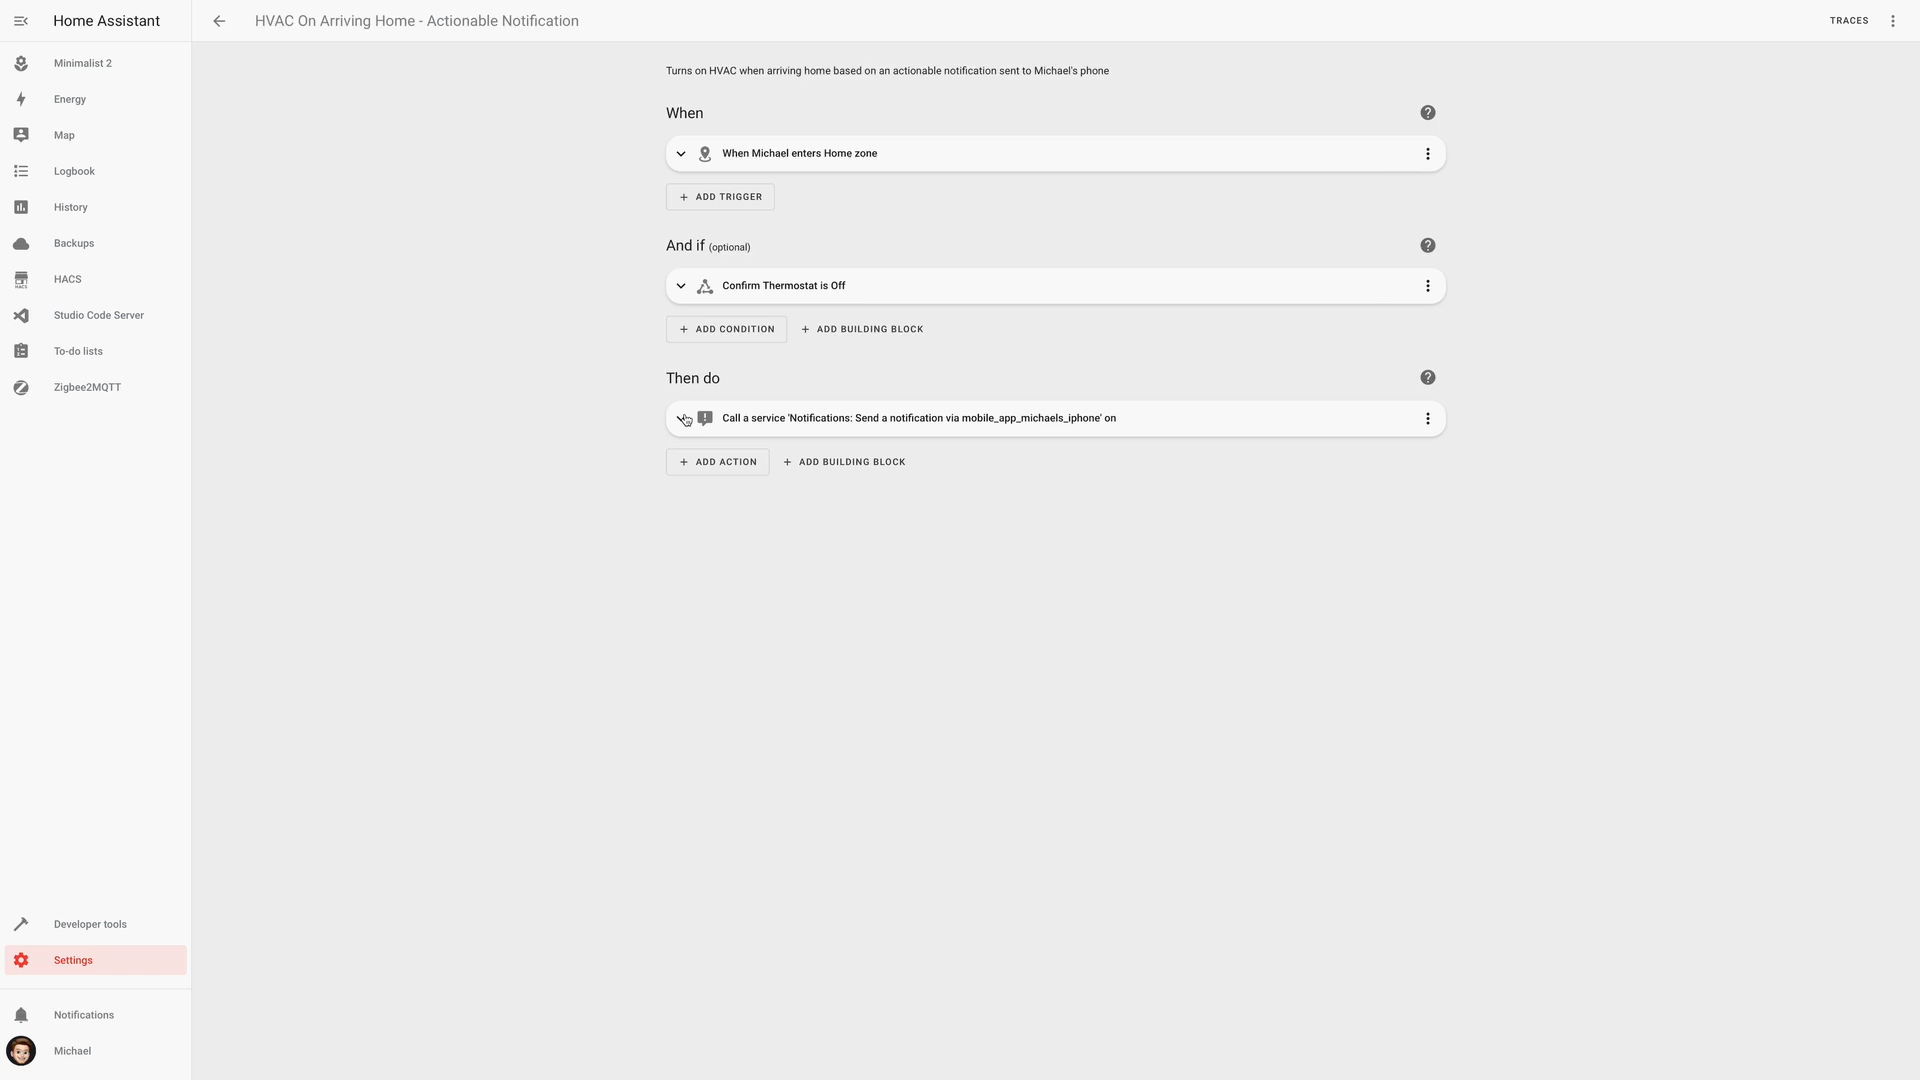 Home Assistant
HVAC On Arriving Home - Actionable Notification
TRACES
Minimalist 2
Energy
Map
Logbook
History
Backups
HACS
HACS
Studio Code Server
To-do lists
Zigbee2MQTT
Developer tools
Settings
Notifications
Michael
Turns on HVAC when arriving home based on an actionable notification sent to Michael's phone
When
When Michael enters Home zone
+ ADD TRIGGER
And if (optional)
Confirm Thermostat is Off
+ ADD CONDITION + ADD BUILDING BLOCK
Then do
Call a service 'Notifications: Send a notification via mobile_app_michaels_iphone' on
+ ADD ACTION + ADD BUILDING BLOCK